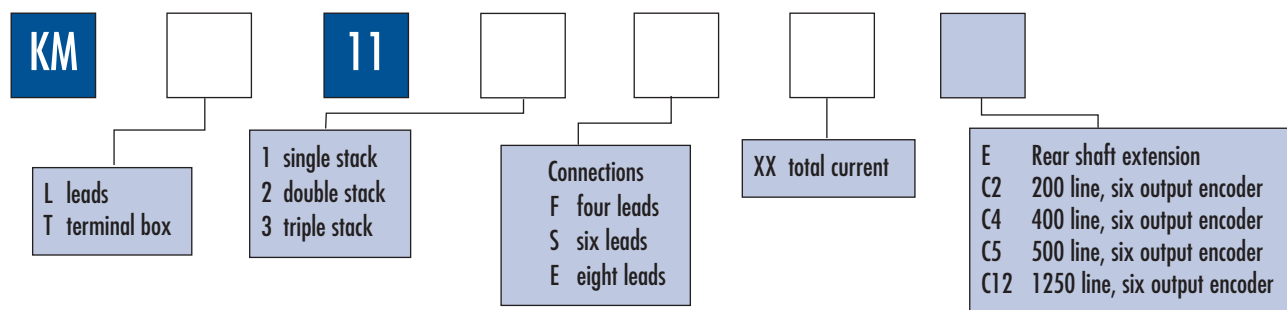 KM
11
L leads
T terminal box
1 single stack
2 double stack
3 triple stack
Connections
F four leads
S six leads
E eight leads
XX total current
E Rear shaft extension
C2 200 line, six output encoder
C4 400 line, six output encoder
C5 500 line, six output encoder
C12 1250 line, six output encoder